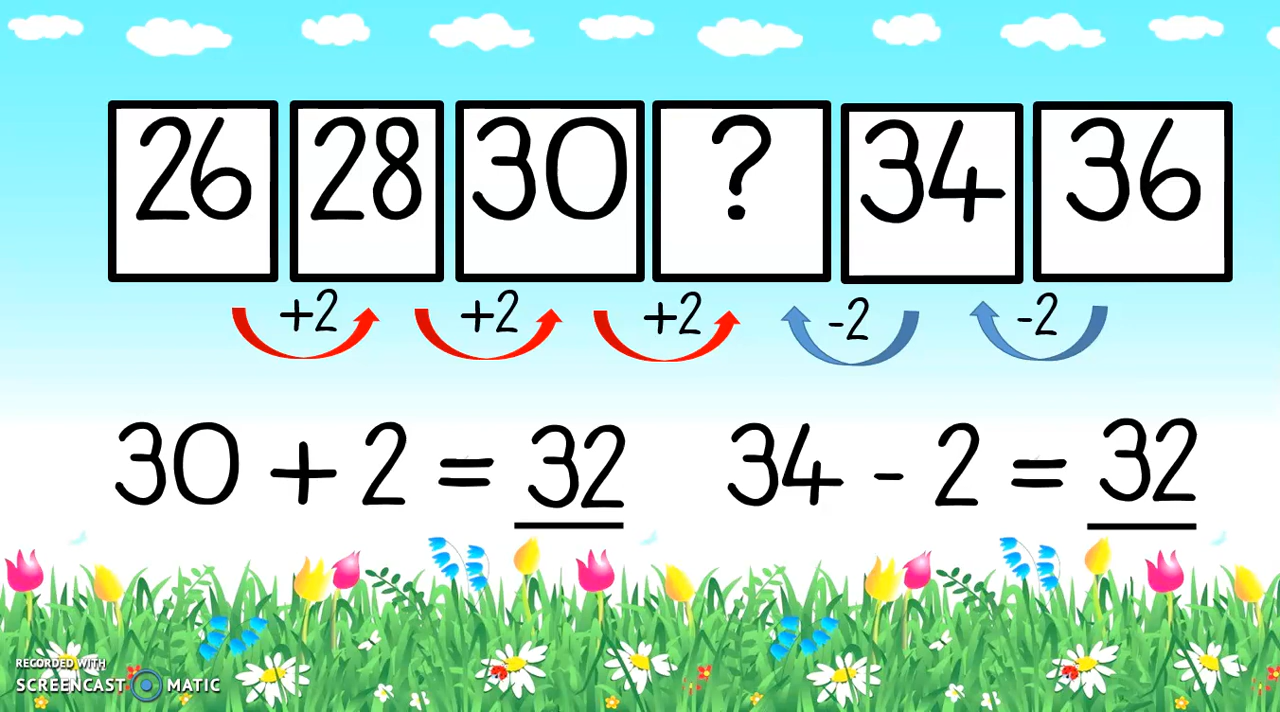 26 28 30 ? 34 36
+2 +2 +2 -2 -2
30 + 2 = 32 34 - 2 = 32
RECORDED WITH
SCREENCAST MATIC